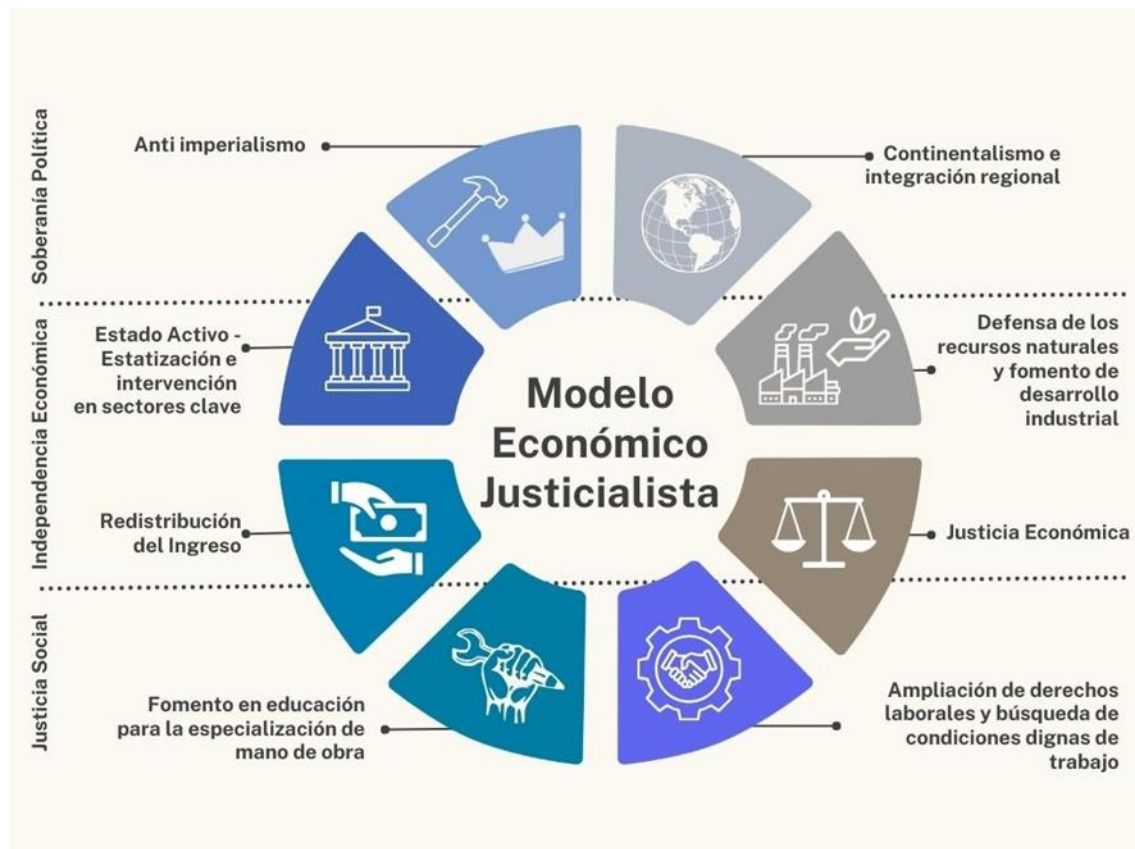 Soberanía Política
Anti imperialismo
Continentalismo e
integración regional
Independencia Económica
Estado Activo -
Estatización e
intervención
en sectores clave
Defensa de los
recursos naturales
y fomento de
desarrollo
industrial
Modelo
Económico
Justicialista
Redistribución
del Ingreso
Justicia Económica
Justicia Social
Fomento en educación
para la especialización de
mano de obra
Ampliación de derechos
laborales y búsqueda de
condiciones dignas de
trabajo